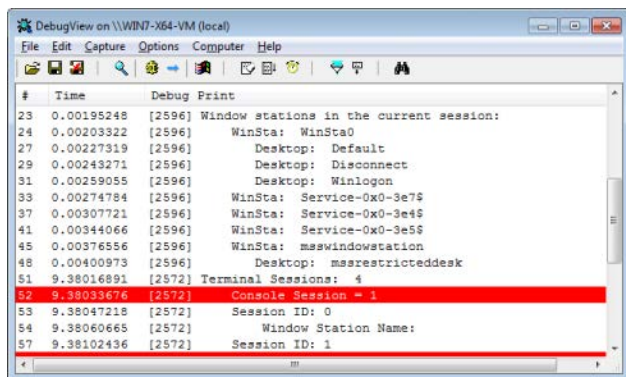 DebugView on \\WIN7-X64-VM (local)
File Edit Capture Options Computer Help
# Time Debug Print
23 0.00195248 [2596] Window stations in the current session:
24 0.00203322 [2596] WinSta: WinSta0
27 0.00227319 [2596] Desktop: Default
29 0.00243271 [2596] Desktop: Disconnect
31 0.00259055 [2596] Desktop: Winlogon
33 0.00274784 [2596] WinSta: Service-0x0-3e7$
37 0.00307721 [2596] WinSta: Service-0x0-3e4$
41 0.00344066 [2596] WinSta: Service-0x0-3e5$
45 0.00376556 [2596] WinSta: msswindowstation
48 0.00400973 [2596] Desktop: mssrestricteddesk
51 9.38016891 [2572] Terminal Sessions: 4
52 9.38033676 [2572] Console Session = 1
53 9.38047218 [2572] Session ID: 0
54 9.38060665 [2572] Window Station Name:
57 9.38102436 [2572] Session ID: 1